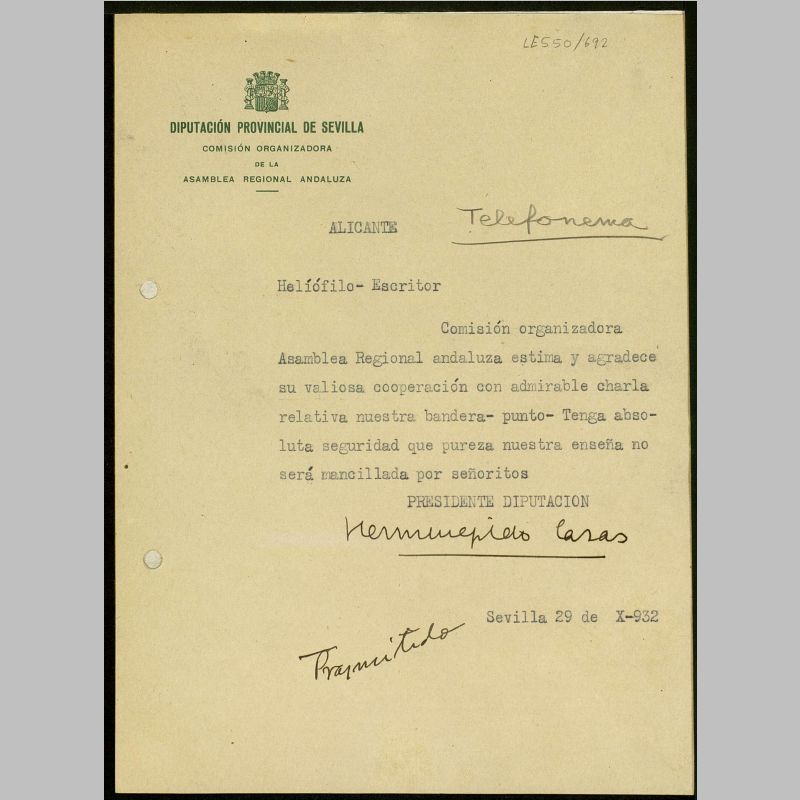 LE550/692
DIPUTACIÓN PROVINCIAL DE SEVILLA
COMISIÓN ORGANIZADORA
DE LA
ASAMBLEA REGIONAL ANDALUZA
Telefonema
ALICANTE
Helíófilo- Escritor
Comisión organizadora
Asamblea Regional andaluza estima y agradece
su valiosa cooperación con admirable charla
relativa nuestra bandera- punto- Tenga abso-
luta seguridad que pureza nuestra enseña no
será mancillada por señoritos
PRESIDENTE DIPUTACION
Hermenegildo Casas
Sevilla 29 de X-932
Trasmitido